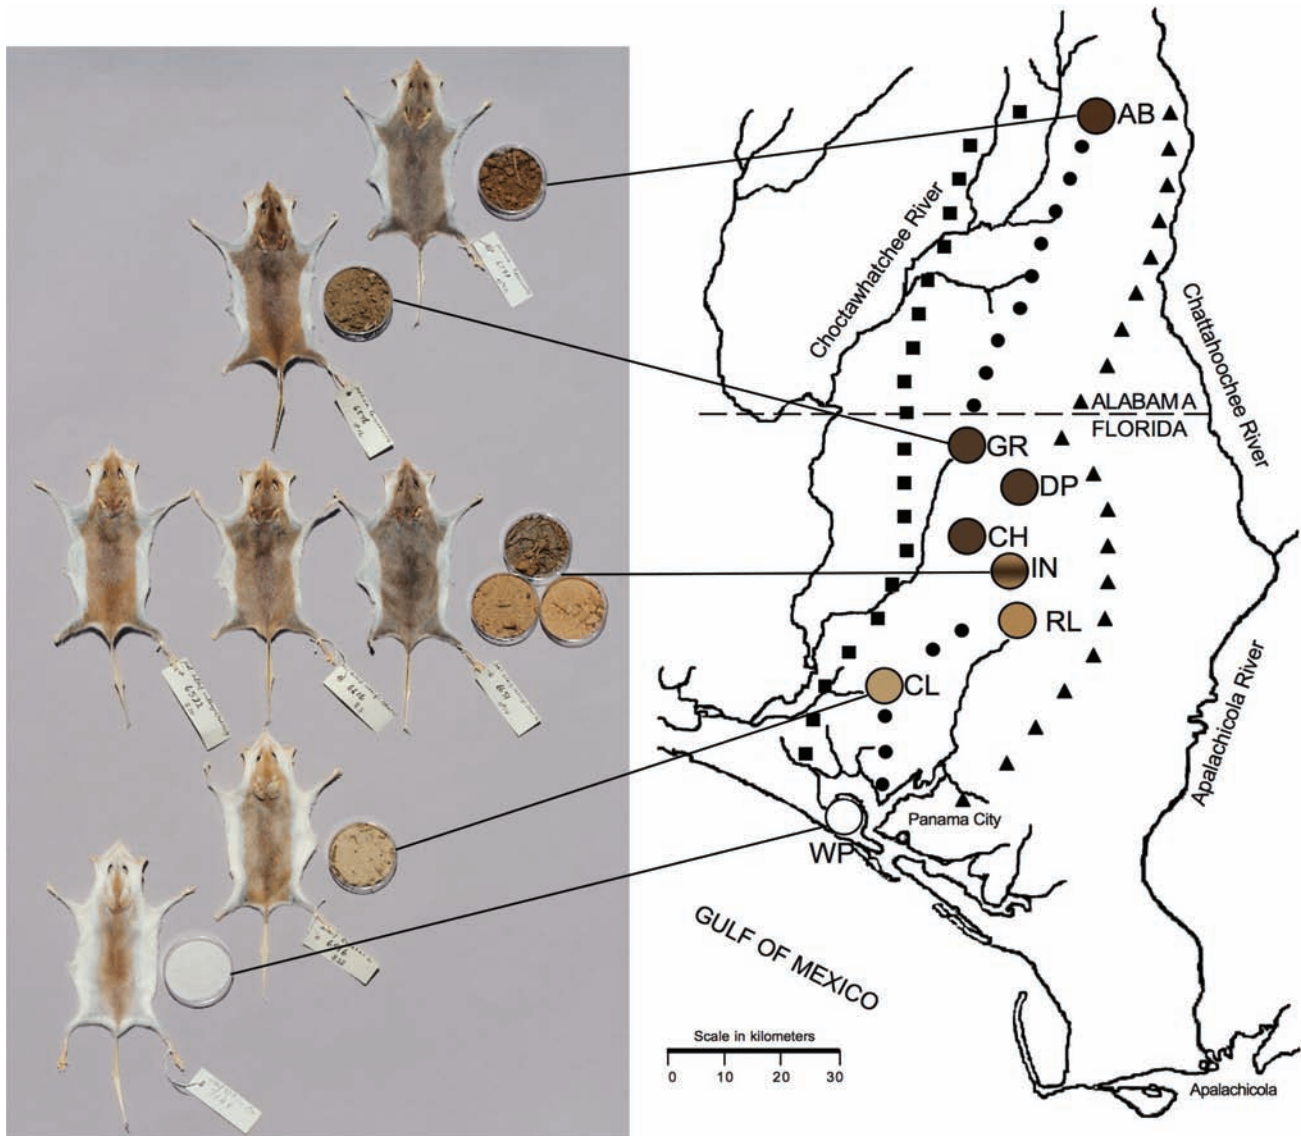 AB
Choctawhatchee River
Chattahoochee River
ALABAMA
FLORIDA
GR
DP
CH
IN
RL
CL
Apalachicola River
Panama City
WP
GULF OF MEXICO
Scale in kilometers
0 10 20 30
Apalachicola